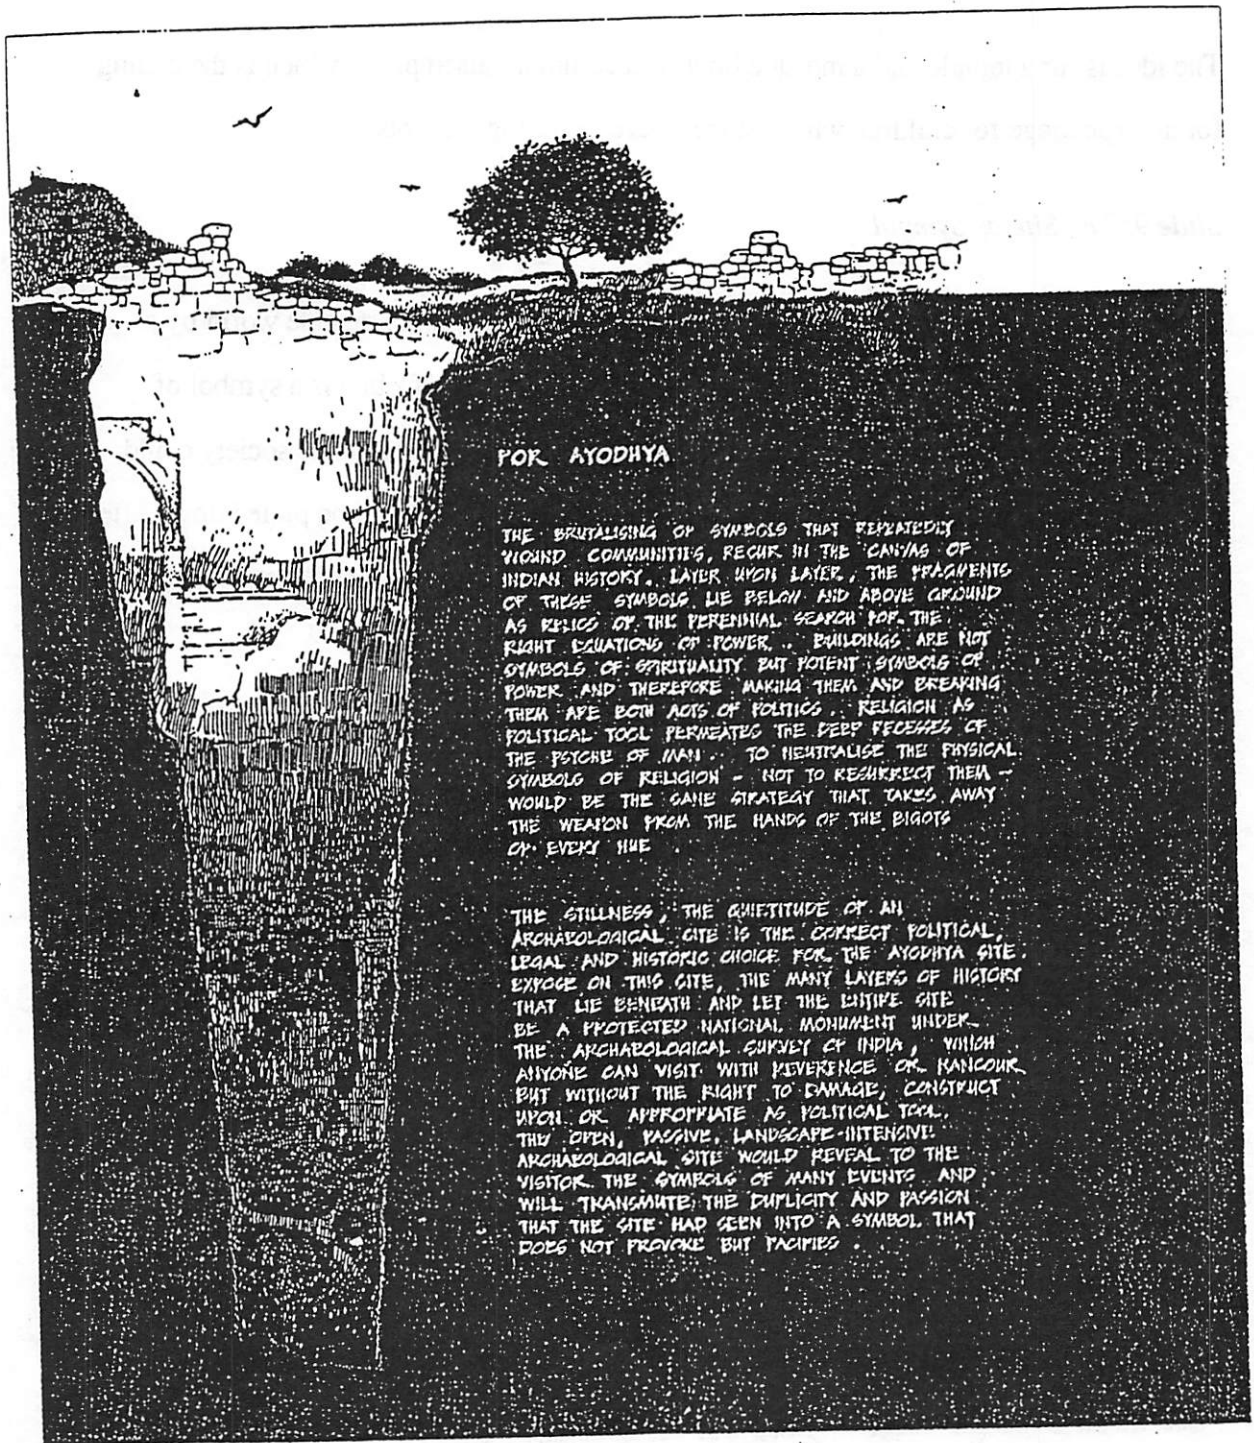 FOR AYODHYA
THE BRUTALISING OF SYMBOLS THAT REPEATEDLY
WOUND COMMUNITIES, RECUR IN THE CANVAS OF
INDIAN HISTORY. LAYER UPON LAYER, THE FRAGMENTS
OF THESE SYMBOLS LIE BELOW AND ABOVE GROUND
AS RELICS OF THE PERENNIAL SEARCH FOR THE
RIGHT EQUATIONS OF POWER.. BUILDINGS ARE NOT
SYMBOLS OF SPIRITUALITY BUT POTENT SYMBOLS OF
POWER AND THEREFORE MAKING THEM AND BREAKING
THEM ARE BOTH ACTS OF POLITICS. RELIGION AS
POLITICAL TOOL PERMEATES THE DEEP RECESSES OF
THE PSYCHE OF MAN. TO NEUTRALISE THE PHYSICAL
SYMBOLS OF RELIGION - NOT TO RESURRECT THEM -
WOULD BE THE SANE STRATEGY THAT TAKES AWAY
THE WEAPON FROM THE HANDS OF THE BIGOTS
OF EVERY HUE.
THE STILLNESS, THE QUIETITUDE OF AN
ARCHAEOLOGICAL SITE IS THE CORRECT POLITICAL,
LEGAL AND HISTORIC CHOICE FOR THE AYODHYA SITE.
EXPOSE ON THIS SITE, THE MANY LAYERS OF HISTORY
THAT LIE BENEATH AND LET THE ENTIRE SITE
BE A PROTECTED NATIONAL MONUMENT UNDER
THE ARCHAEOLOGICAL SURVEY OF INDIA, WHICH
ANYONE CAN VISIT WITH REVERENCE OR RANCOUR
BUT WITHOUT THE RIGHT TO DAMAGE, CONSTRUCT
UPON OR APPROPRIATE AS POLITICAL TOOL.
THE OPEN, PASSIVE, LANDSCAPE-INTENSIVE
ARCHAEOLOGICAL SITE WOULD REVEAL TO THE
VISITOR THE SYMBOLS OF MANY EVENTS AND
WILL TRANSMUTE THE DUPLICITY AND PASSION
THAT THE SITE HAD SEEN INTO A SYMBOL THAT
DOES NOT PROVOKE BUT PACIFIES.